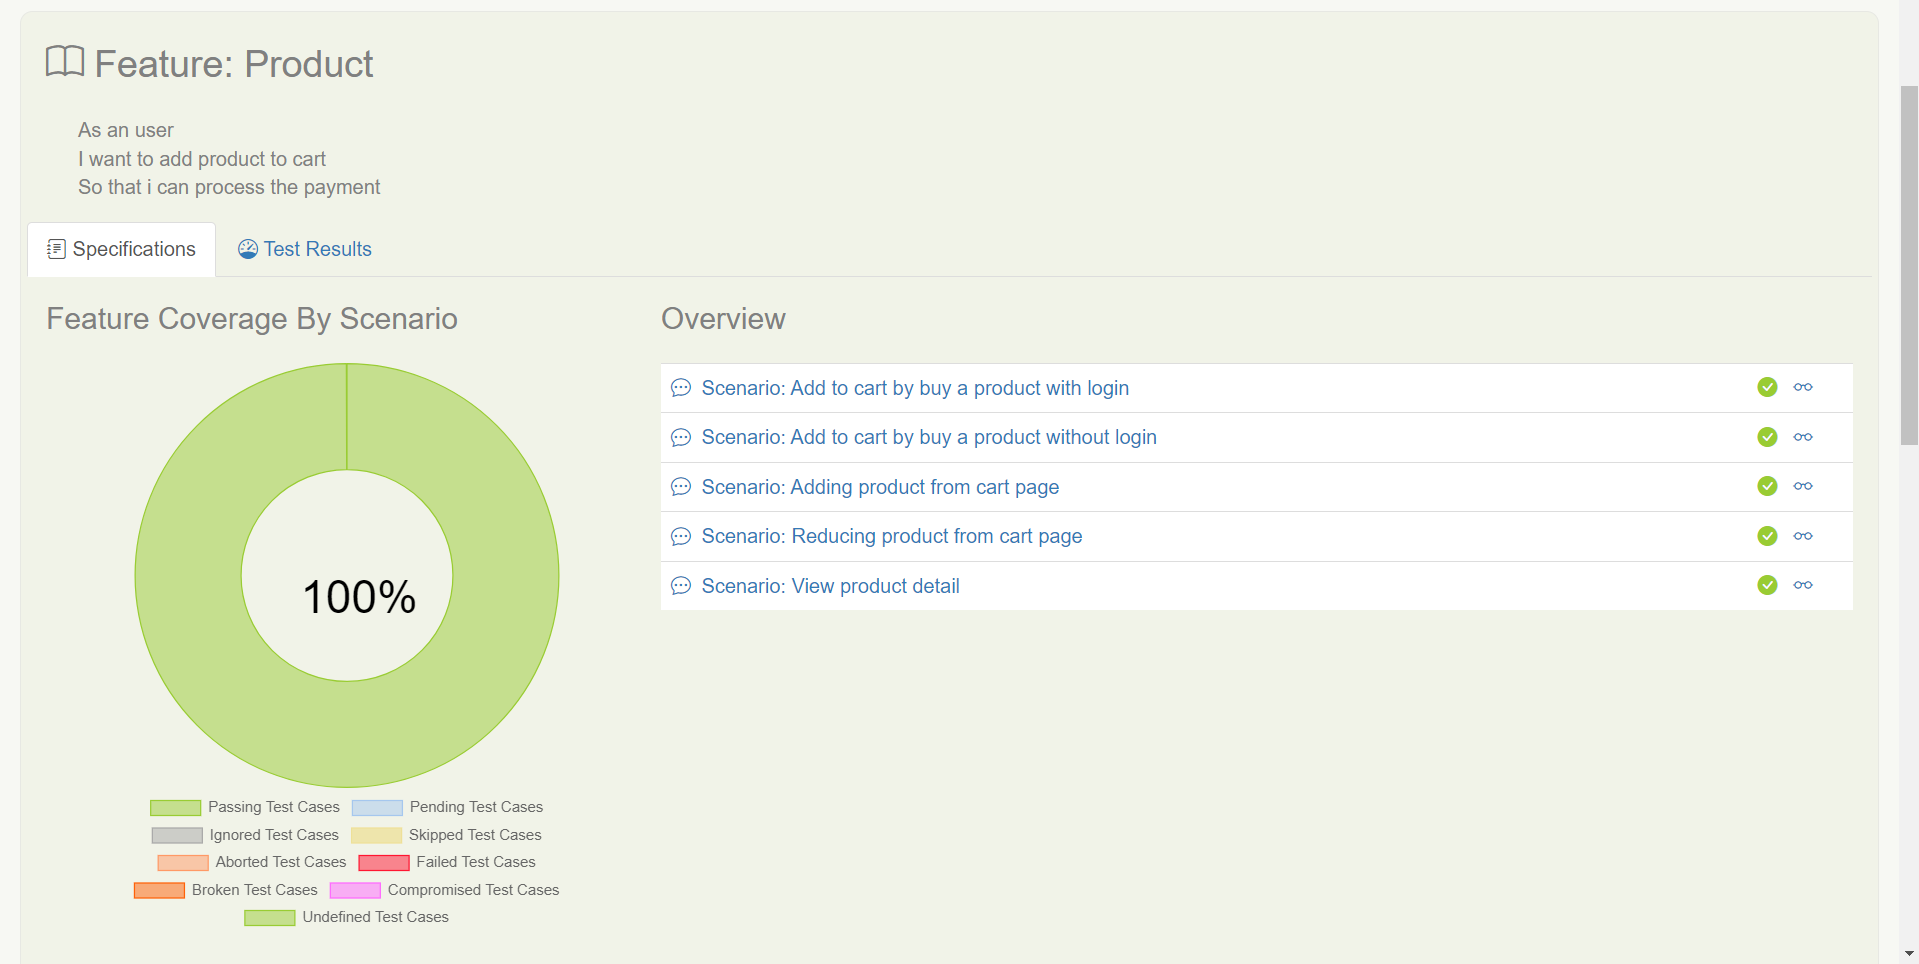 Feature: Product
As an user
I want to add product to cart
So that i can process the payment
Specifications
Test Results
Feature Coverage By Scenario
100%
Passing Test Cases
Pending Test Cases
Ignored Test Cases
Skipped Test Cases
Aborted Test Cases
Failed Test Cases
Broken Test Cases
Compromised Test Cases
Undefined Test Cases
Overview
Scenario: Add to cart by buy a product with login
Scenario: Add to cart by buy a product without login
Scenario: Adding product from cart page
Scenario: Reducing product from cart page
Scenario: View product detail